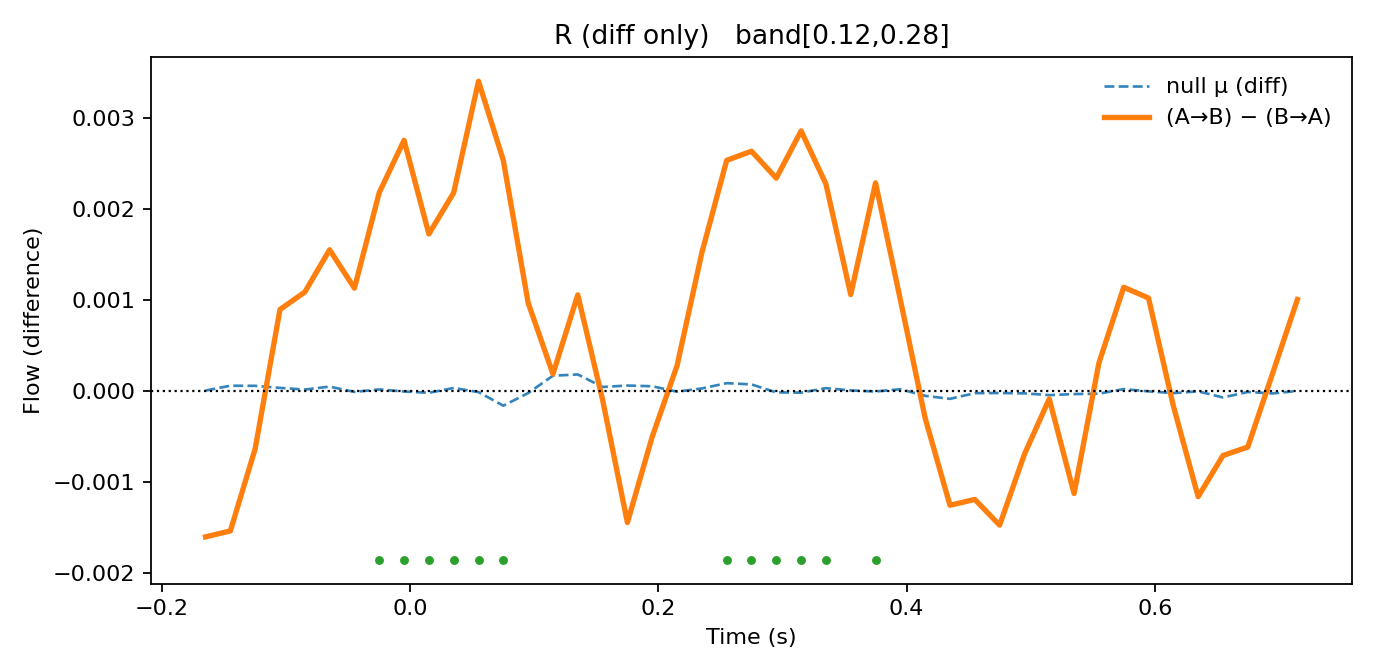 R (diff only)   band[0.12,0.28]
null μ (diff)
(A→B) − (B→A)
Flow (difference)
0.003
0.002
0.001
0.000
−0.001
−0.002
−0.2
0.0
0.2
0.4
0.6
Time (s)